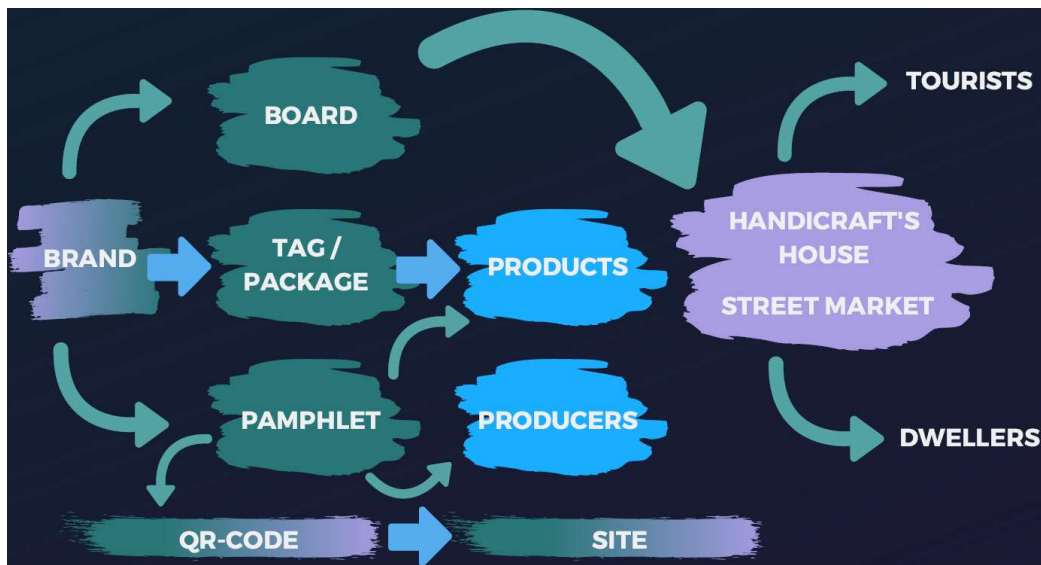 BOARD
TOURISTS
BRAND
TAG /
PACKAGE
PRODUCTS
HANDICRAFT'S
HOUSE
STREET MARKET
PAMPHLET
PRODUCERS
DWELLERS
QR-CODE
SITE